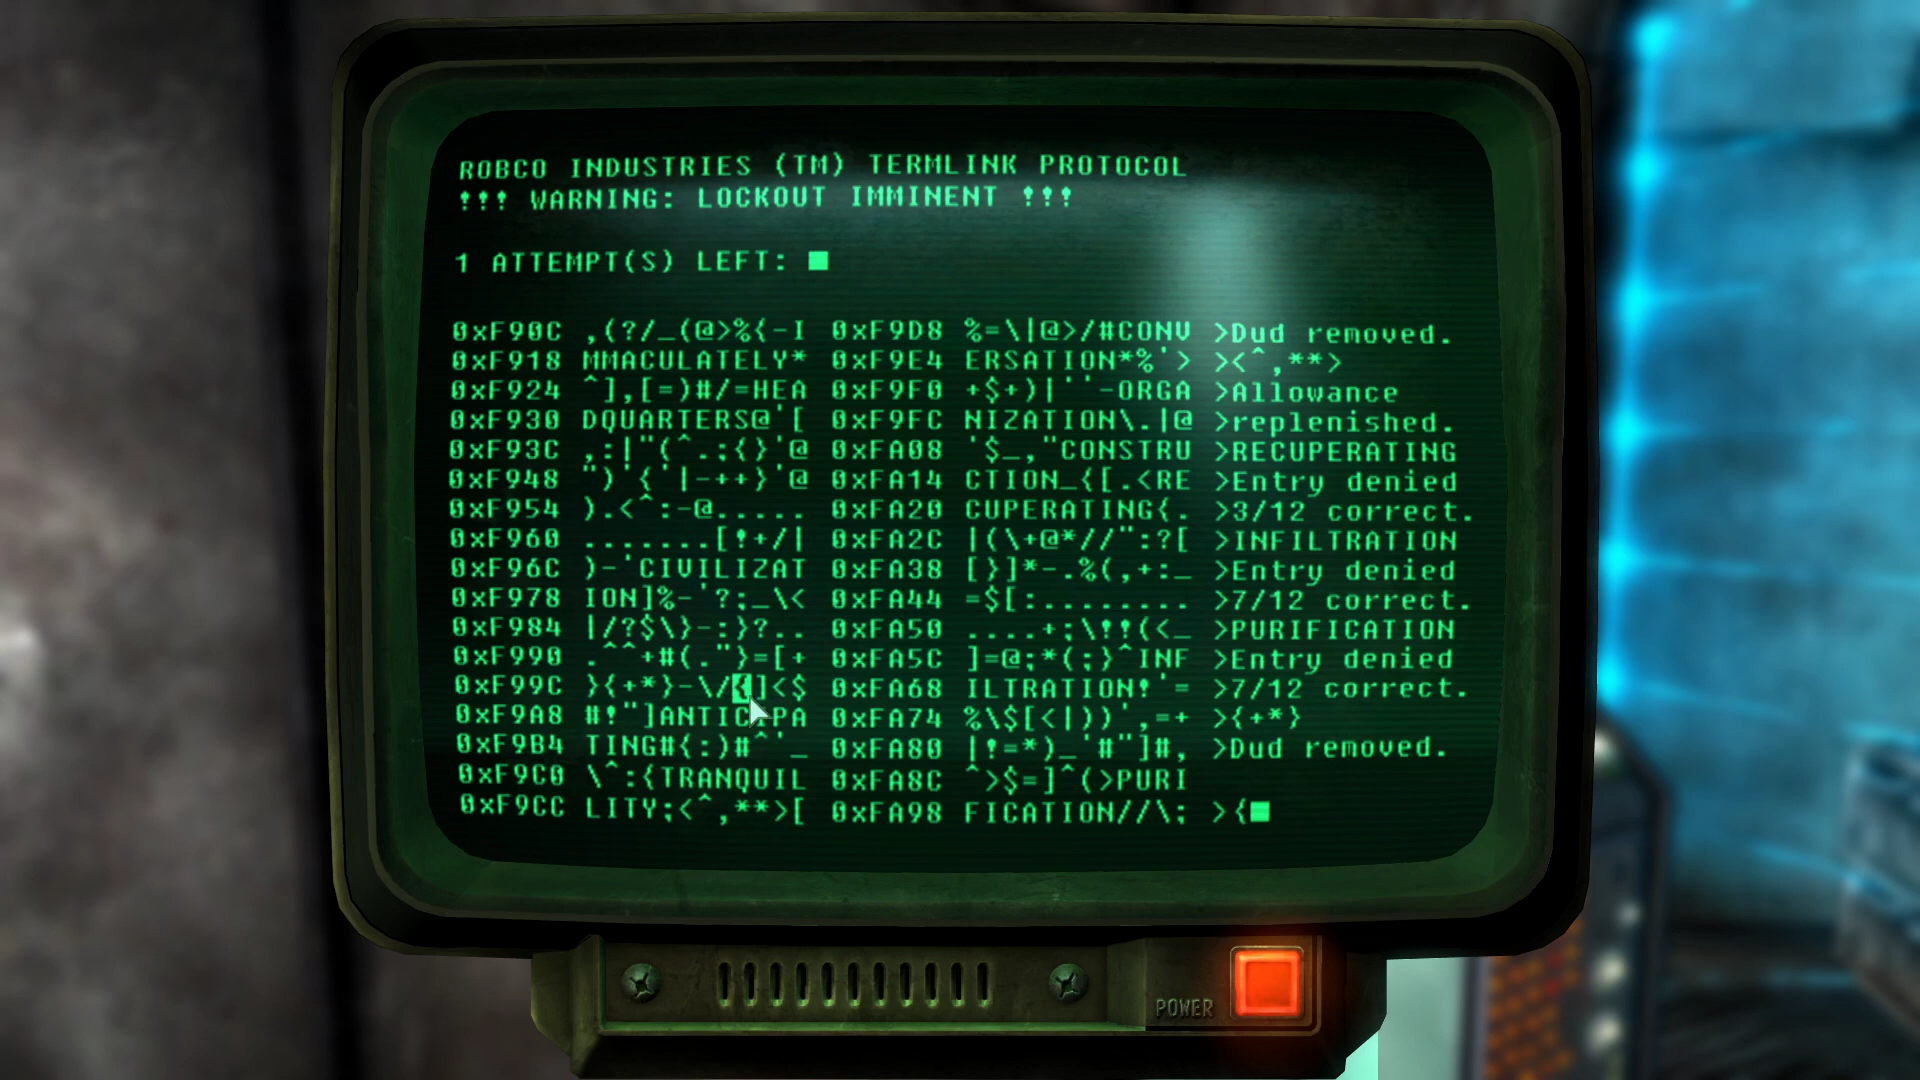 ROBCO INDUSTRIES (TM) TERMLINK PROTOCOL
!!! WARNING: LOCKOUT IMMINENT !!!
1 ATTEMPT(S) LEFT: ■
0xF90C ,(?/_(@>%{-I 0xF9D8 %=\|@>/#CONV >Dud removed.
0xF918 MMACULATELY* 0xF9E4 ERSATION*%'> ><^,**>
0xF924 ^],[=)#/=HEA 0xF9F0 +$+)|''-ORGA >Allowance
0xF930 DQUARTERS@'[ 0xF9FC NIZATION\.|@ >replenished.
0xF93C ,:|"(^.;{}'@ 0xFA08 '$_,"CONSTRU >RECUPERATING
0xF948 ")'{'|-++}'@ 0xFA14 CTION_{[.<RE >Entry denied
0xF954 ).<^:-@..... 0xFA20 CUPERATING{. >3/12 correct.
0xF960 .......[!+/| 0xFA2C |(\+@*//":?[ >INFILTRATION
0xF96C )-'CIVILIZAT 0xFA38 [}]*-.%(,+:_ >Entry denied
0xF978 ION]%-'?;_\< 0xFA44 =$[:........ >7/12 correct.
0xF984 |/?$\}-:}?.. 0xFA50 ....+;\!!(<_ >PURIFICATION
0xF990 .^^+#(."}=[+ 0xFA5C ]=@;*(;}^INF >Entry denied
0xF99C }{+*}-\/{]<$ 0xFA68 ILTRATION!'= >7/12 correct.
0xF9A8 #!"]ANTICIPA 0xFA74 %\$[<|))',=+ >{+*}
0xF9B4 TING#{:)#^'_ 0xFA80 |!=*)_'#"]#, >Dud removed.
0xF9C0 \^:{TRANQUIL 0xFA8C ^>$=]^(>PURI
0xF9CC LITY;<^,**>[ 0xFA98 FICATION//\; >{■
POWER